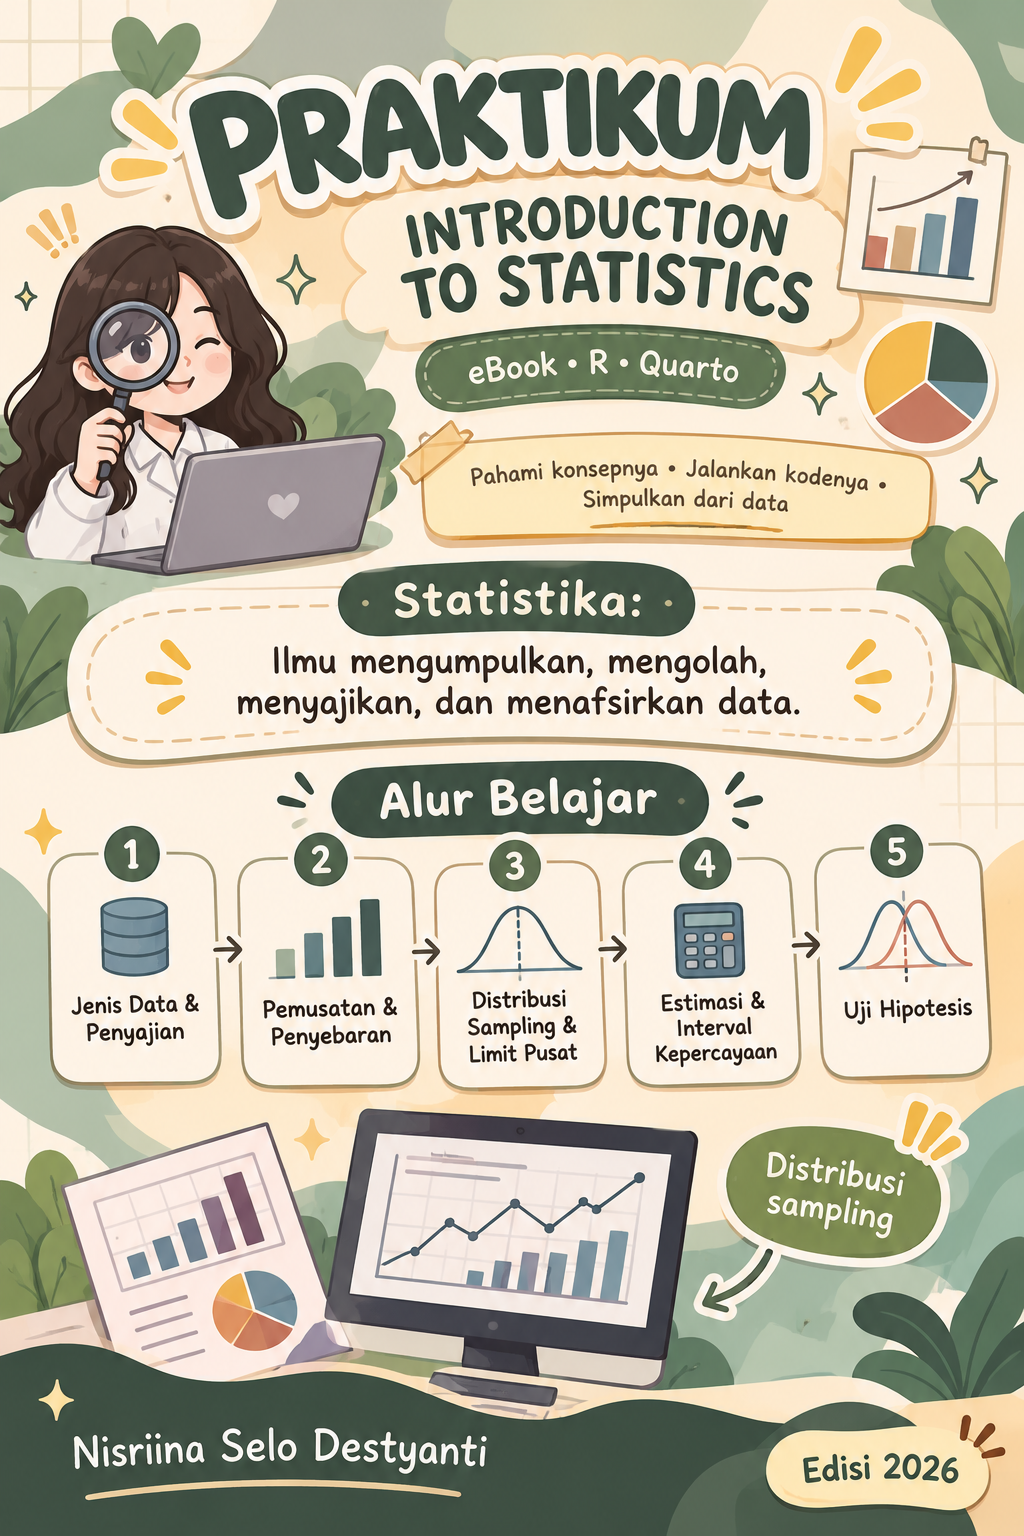 PRAKTIKUM
INTRODUCTION
TO STATISTICS
eBook • R • Quarto
Pahami konsepnya • Jalankan kodenya •
Simpulkan dari data
Statistika:
Ilmu mengumpulkan, mengolah,
menyajikan, dan menafsirkan data.
Alur Belajar
1
Jenis Data &
Penyajian
2
Pemusatan &
Penyebaran
3
Distribusi
Sampling &
Limit Pusat
4
Estimasi &
Interval
Kepercayaan
5
Uji Hipotesis
Distribusi
sampling
Nisriina Selo Destyanti
Edisi 2026